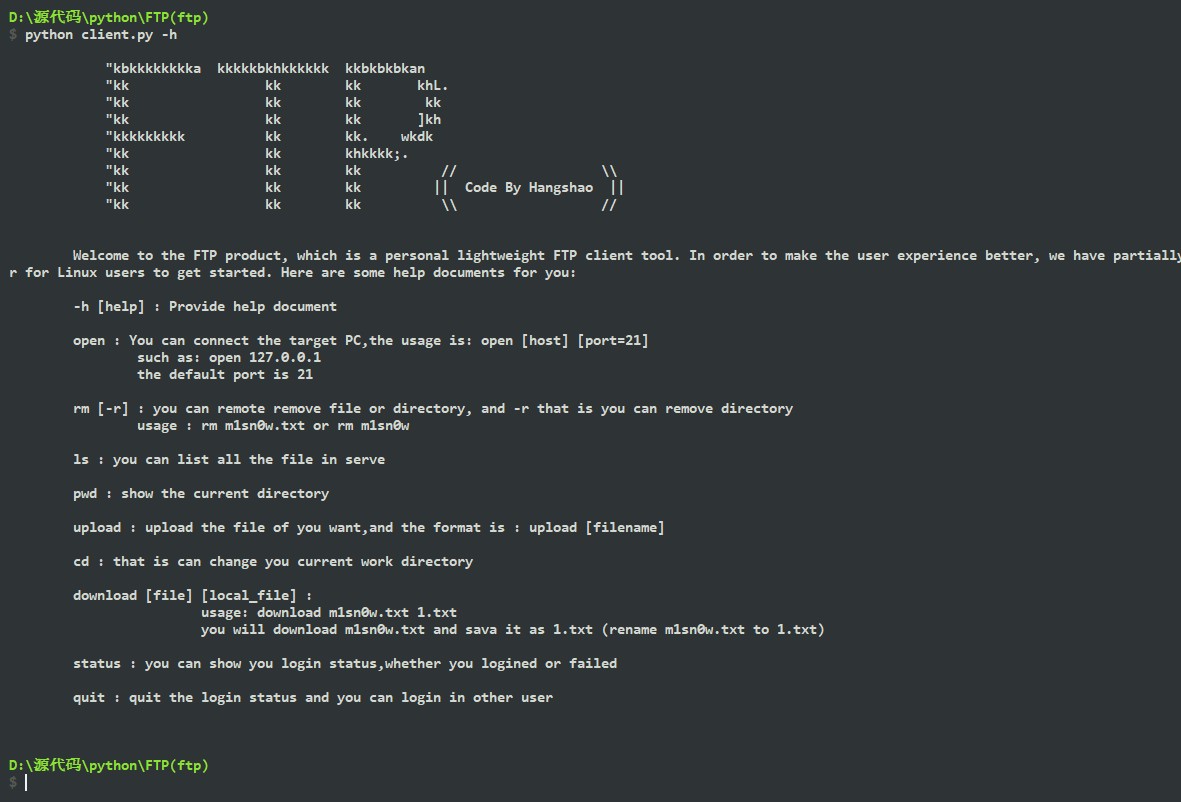 D:\源代码\python\FTP(ftp)
$ python client.py -h
"kbkkkkkkkka  kkkkkbkhkkkkkk  kkbkbkbkan
"kk                 kk        kk       khL.
"kk                 kk        kk        kk
"kk                 kk        kk       ]kh
"kkkkkkkkk          kk        kk.    wkdk
"kk                 kk        khkkkk;.
"kk                 kk        kk          //                  \\
"kk                 kk        kk         ||  Code By Hangshao  ||
"kk                 kk        kk          \\                  //
Welcome to the FTP product, which is a personal lightweight FTP client tool. In order to make the user experience better, we have partially
r for Linux users to get started. Here are some help documents for you:
-h [help] : Provide help document
open : You can connect the target PC,the usage is: open [host] [port=21]
such as: open 127.0.0.1
the default port is 21
rm [-r] : you can remote remove file or directory, and -r that is you can remove directory
usage : rm m1sn0w.txt or rm m1sn0w
ls : you can list all the file in serve
pwd : show the current directory
upload : upload the file of you want,and the format is : upload [filename]
cd : that is can change you current work directory
download [file] [local_file] :
usage: download m1sn0w.txt 1.txt
you will download m1sn0w.txt and sava it as 1.txt (rename m1sn0w.txt to 1.txt)
status : you can show you login status,whether you logined or failed
quit : quit the login status and you can login in other user
D:\源代码\python\FTP(ftp)
$